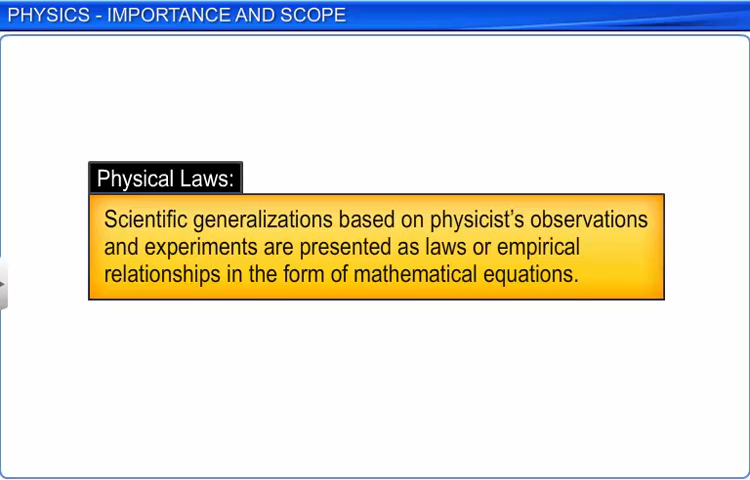 PHYSICS - IMPORTANCE AND SCOPE
Physical Laws:
Scientific generalizations based on physicist's observations
and experiments are presented as laws or empirical
relationships in the form of mathematical equations.